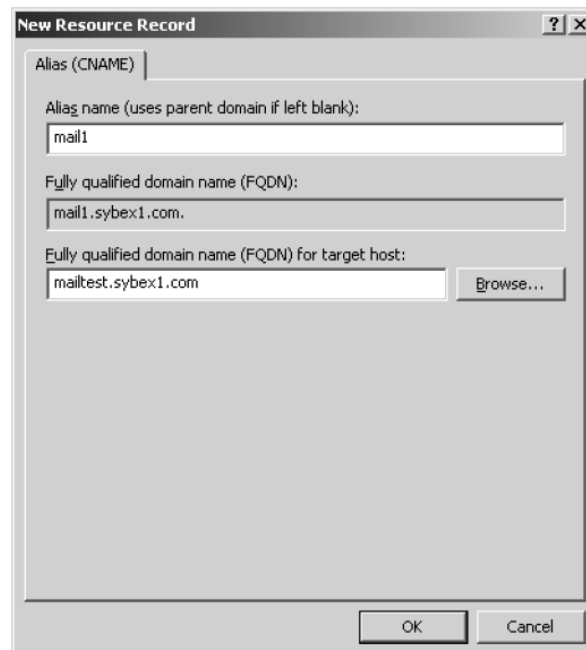 New Resource Record
Alias (CNAME)
Alias name (uses parent domain if left blank):
mail1
Fully qualified domain name (FQDN):
mail1.sybex1.com.
Fully qualified domain name (FQDN) for target host:
mailtest.sybex1.com
Browse...
OK
Cancel